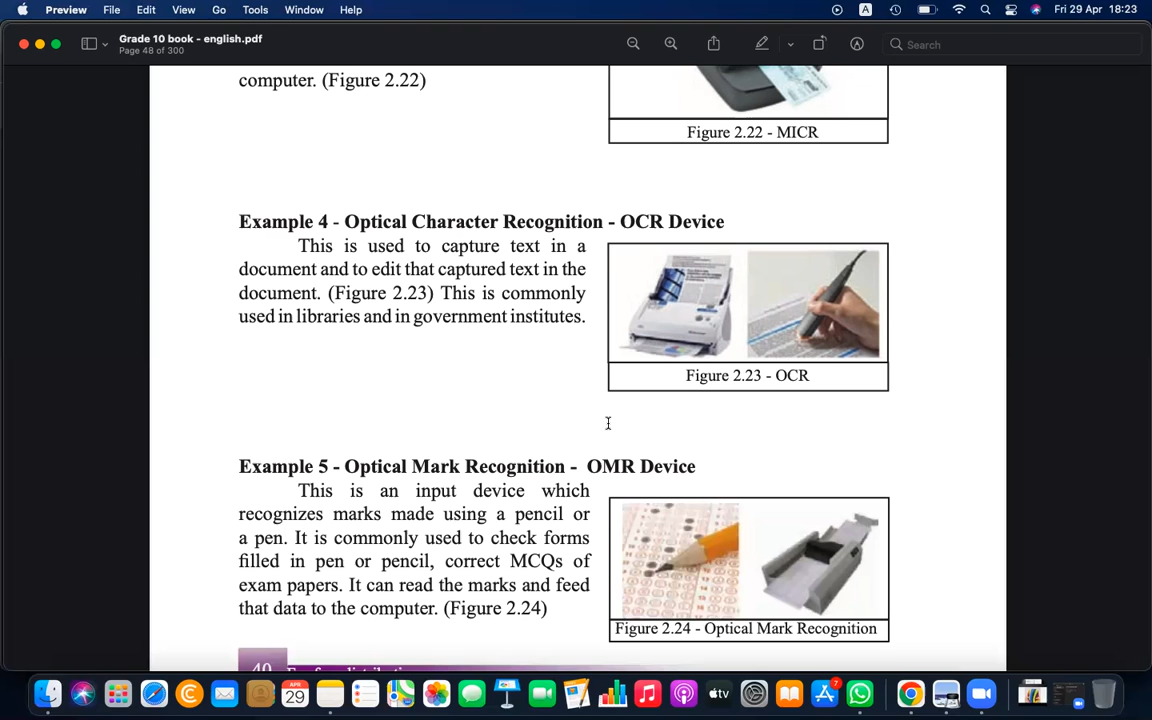 Preview File Edit View Go Tools Window Help A Fri 29 Apr 18:23
Grade 10 book - english.pdf
Page 48 of 300
Search
computer. (Figure 2.22)
Figure 2.22 - MICR
Example 4 - Optical Character Recognition - OCR Device
This is used to capture text in a
document and to edit that captured text in the
document. (Figure 2.23) This is commonly
used in libraries and in government institutes.
Figure 2.23 - OCR
Example 5 - Optical Mark Recognition - OMR Device
This is an input device which
recognizes marks made using a pencil or
a pen. It is commonly used to check forms
filled in pen or pencil, correct MCQs of
exam papers. It can read the marks and feed
that data to the computer. (Figure 2.24)
Figure 2.24 - Optical Mark Recognition
40
APR
29
tv
7